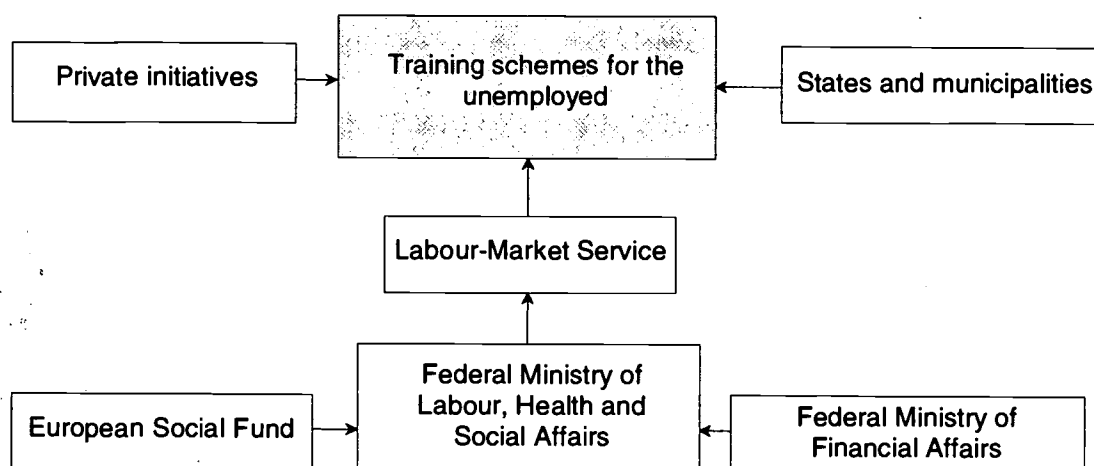 Private initiatives
Training schemes for the
unemployed
States and municipalities
Labour-Market Service
European Social Fund
Federal Ministry of
Labour, Health and
Social Affairs
Federal Ministry of
Financial Affairs